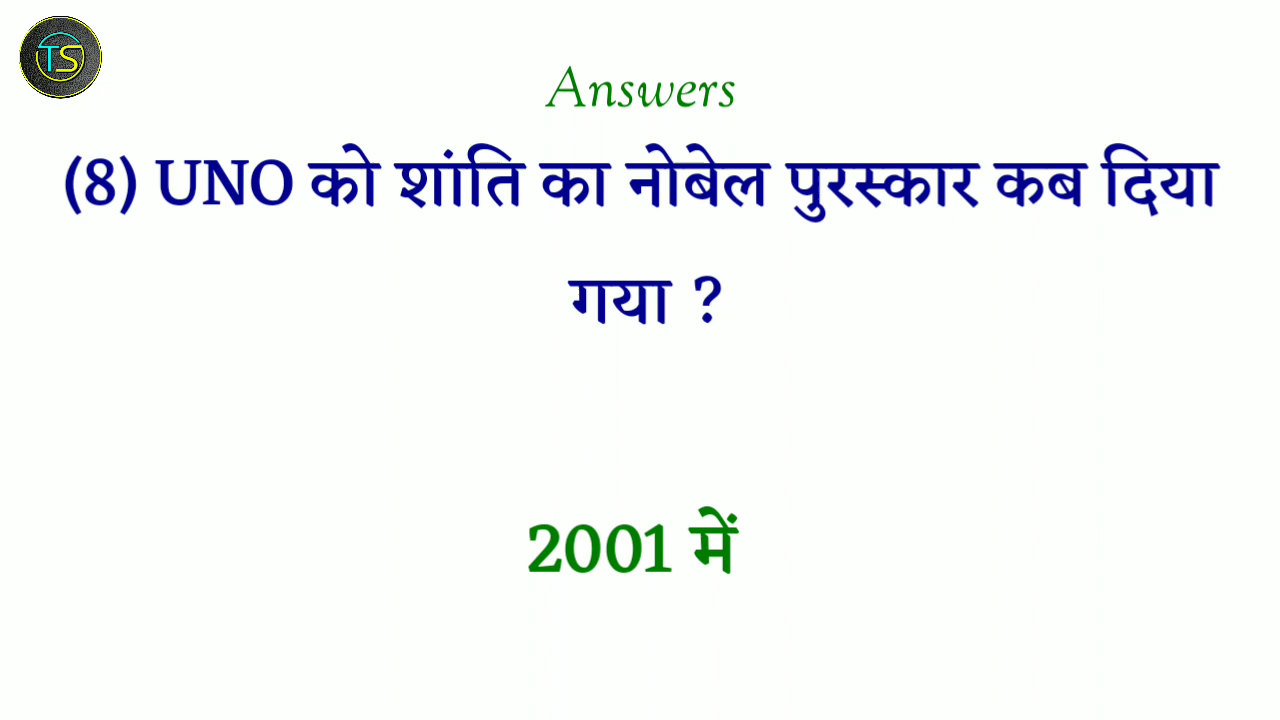 TS
Answers
(8) UNO को शांति का नोबेल पुरस्कार कब दिया
गया ?
2001 में